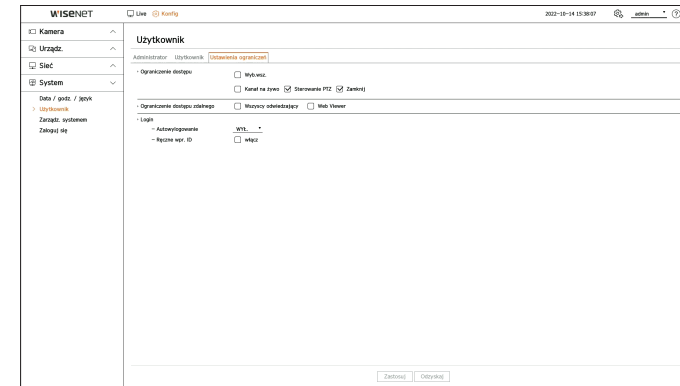 WISENET
Live Konfig
2022-10-14 15:38:07 admin
Kamera
Urządz.
Sieć
System
Data / godz. / język
Użytkownik
Zarządz. systemem
Zaloguj się
Użytkownik
Administrator Użytkownik Ustawienia ograniczeń
- Ograniczenie dostępu Wyb.wsz.
Kanał na żywo Sterowanie PTZ Zamknij
- Ograniczenie dostępu zdalnego Wszyscy odwiedzający Web Viewer
- Login
- Autowylogowanie WYŁ.
- Ręczne wpr. ID włącz
Zastosuj Odzyskaj